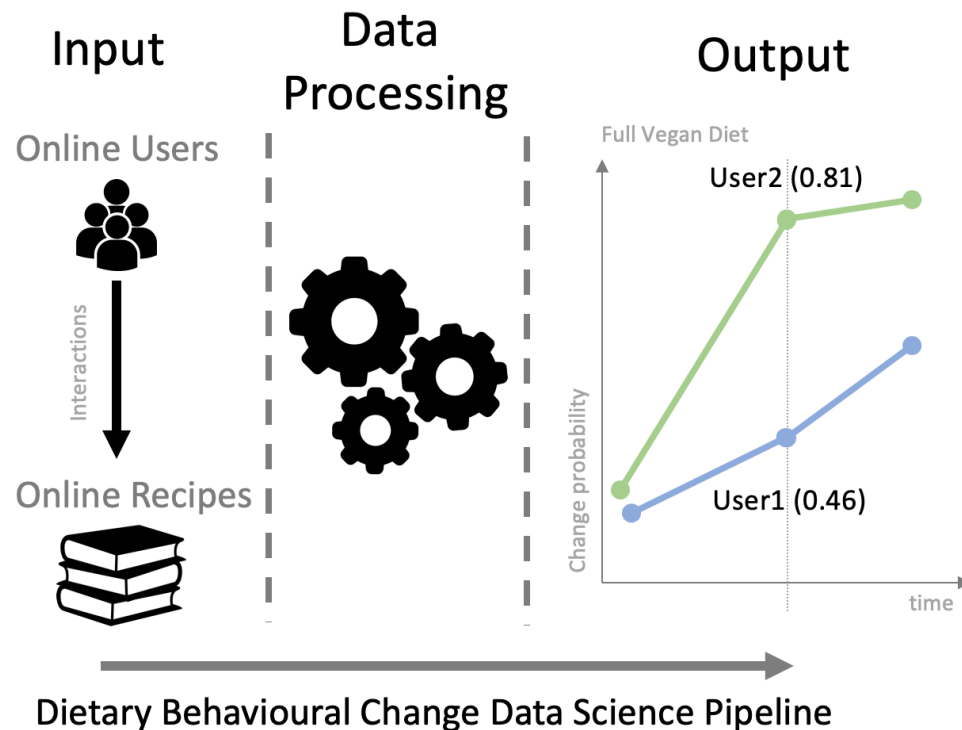 Input
Data
Processing
Output
Online Users
Interactions
Online Recipes
Full Vegan Diet
User2 (0.81)
Change probability
User1 (0.46)
time
Dietary Behavioural Change Data Science Pipeline